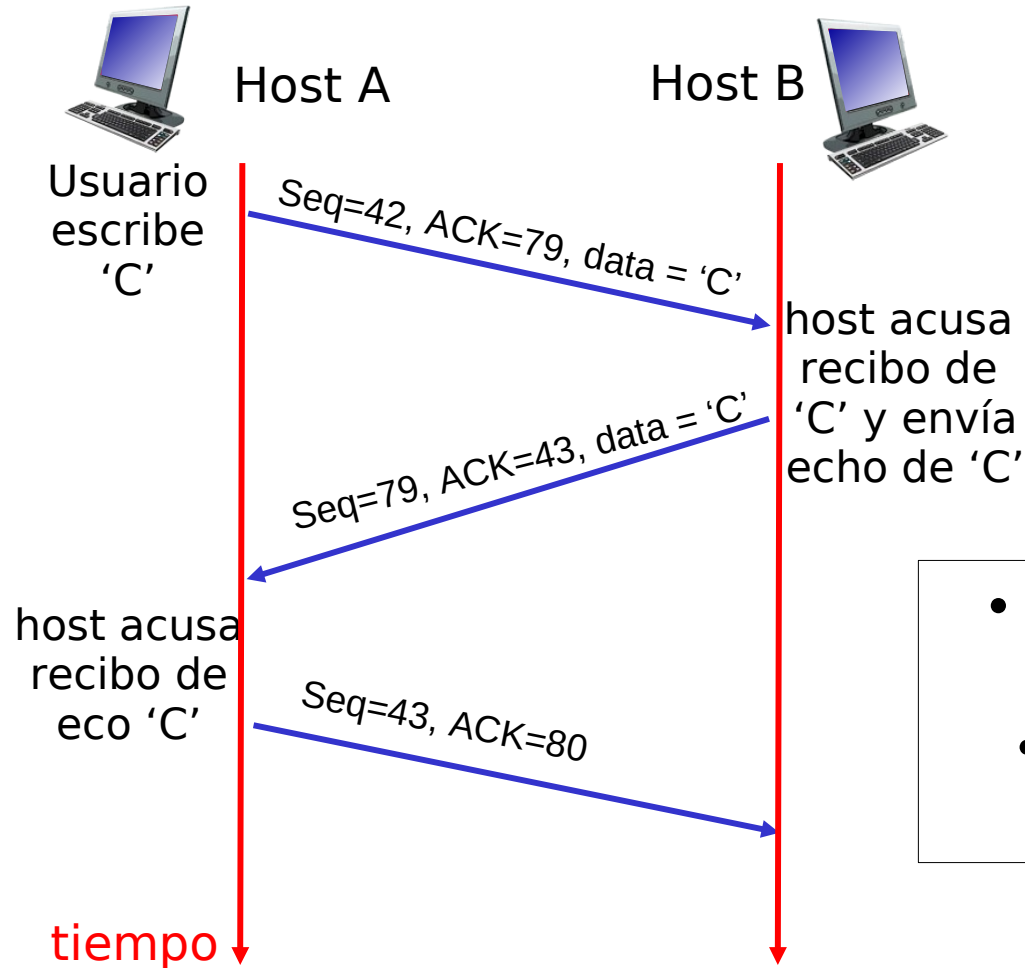 Host A
Host B
Usuario
escribe
‘C’
Seq=42, ACK=79, data = ‘C’
host acusa
recibo de
‘C’ y envía
echo de ‘C’
Seq=79, ACK=43, data = ‘C’
host acusa
recibo de
eco ‘C’
Seq=43, ACK=80
tiempo